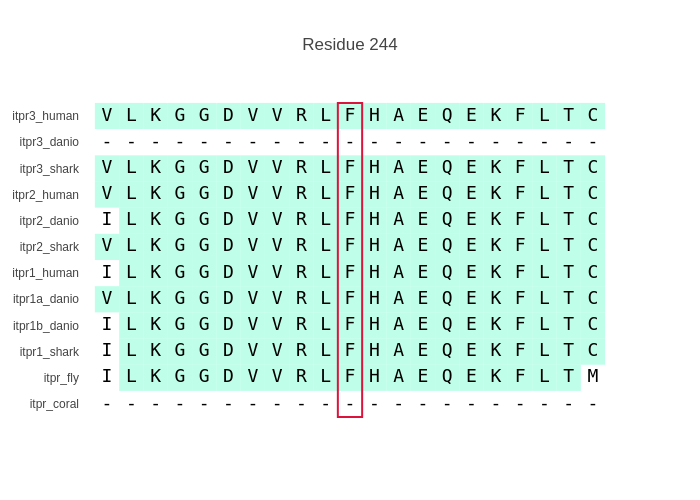 Residue 244
itpr3_human V L K G G D V V R L F H A E Q E K F L T C
itpr3_danio - - - - - - - - - - - - - - - - - - - - -
itpr3_shark V L K G G D V V R L F H A E Q E K F L T C
itpr2_human V L K G G D V V R L F H A E Q E K F L T C
itpr2_danio I L K G G D V V R L F H A E Q E K F L T C
itpr2_shark V L K G G D V V R L F H A E Q E K F L T C
itpr1_human I L K G G D V V R L F H A E Q E K F L T C
itpr1a_danio V L K G G D V V R L F H A E Q E K F L T C
itpr1b_danio I L K G G D V V R L F H A E Q E K F L T C
itpr1_shark I L K G G D V V R L F H A E Q E K F L T C
itpr_fly I L K G G D V V R L F H A E Q E K F L T M
itpr_coral - - - - - - - - - - - - - - - - - - - - -